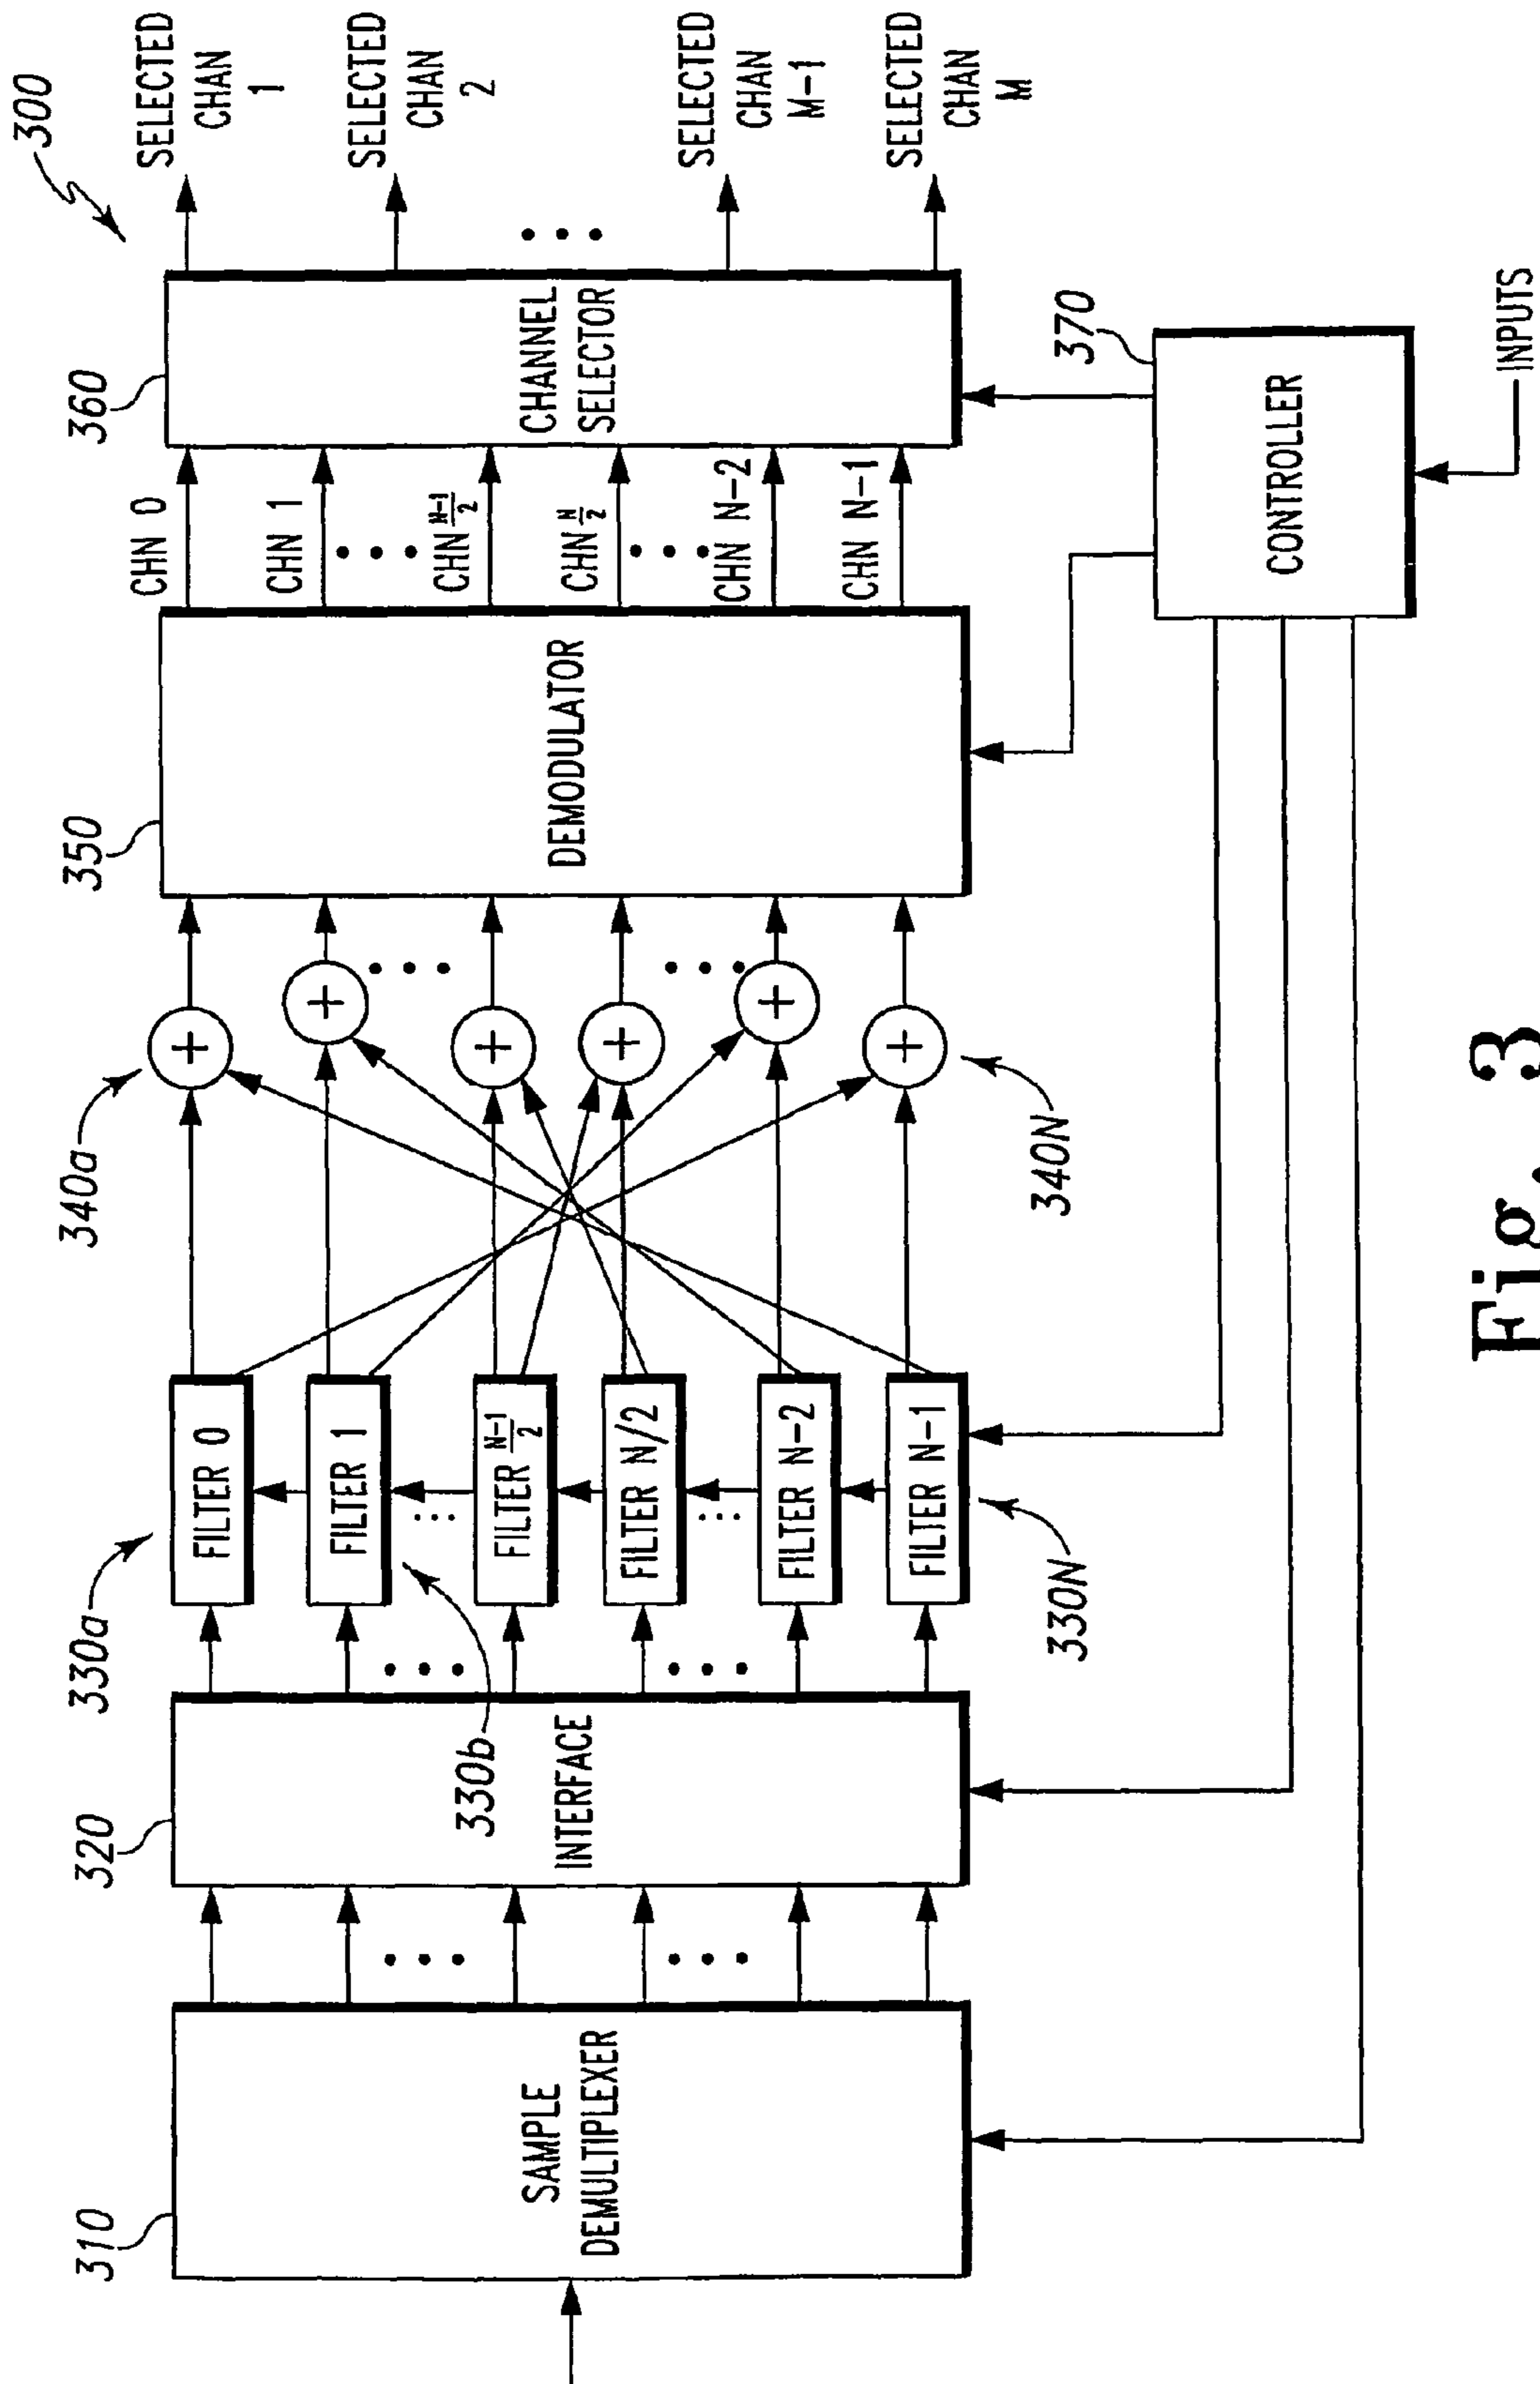 300
310
SAMPLE
DEMULTIPLEXER
320
INTERFACE
330a
330b
330N
FILTER 0
FILTER 1
FILTER N-1/2
FILTER N/2
FILTER N-2
FILTER N-1
340a
+
+
+
+
+
+
340N
350
DEMODULATOR
CHN 0
CHN 1
CHN N-1/2
CHN N/2
CHN N-2
CHN N-1
360
CHANNEL
SELECTOR
SELECTED
CHAN
1
SELECTED
CHAN
2
SELECTED
CHAN
M-1
SELECTED
CHAN
M
370
CONTROLLER
INPUTS
Fig. 3